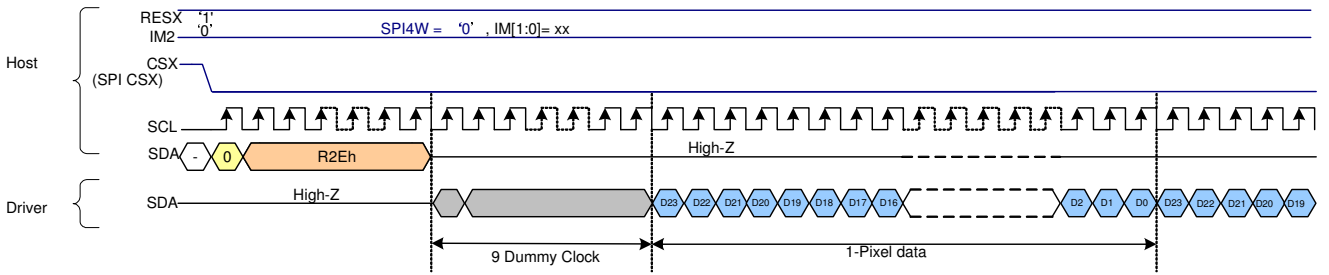 RESX '1'
IM2 '0'
SPI4W = '0' , IM[1:0]= xx
Host
CSX
(SPI CSX)
SCL
SDA - 0 R2Eh High-Z
Driver
SDA High-Z D23 D22 D21 D20 D19 D18 D17 D16 D2 D1 D0 D23 D22 D21 D20 D19
9 Dummy Clock 1-Pixel data